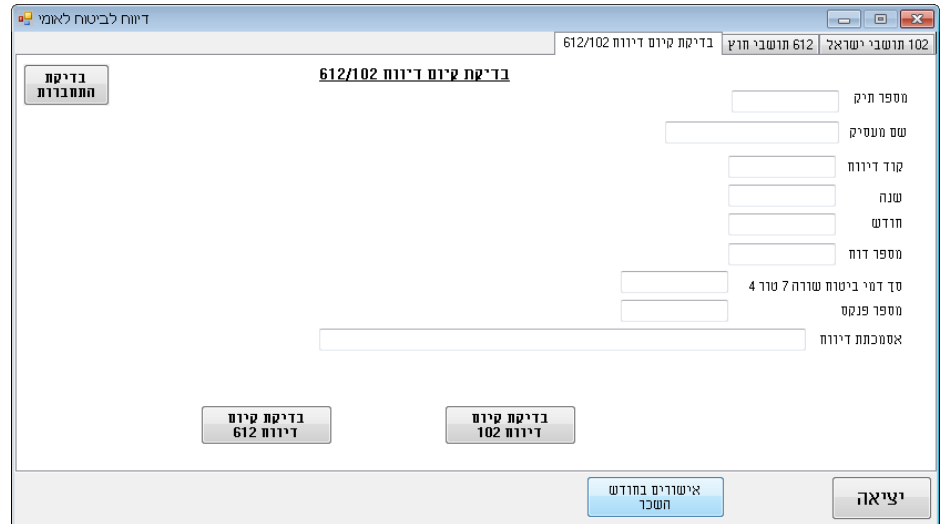 דיווח לביטוח לאומי
102 תושבי ישראל
612 תושבי חוץ
בדיקת קיום דיווח 612/102
בדיקת קיום דיווח 612/102
בדיקת
התחברות
מספר תיק
שם מעסיק
קוד דיווח
שנה
חודש
מספר דוח
סך דמי ביטוח שורה 7 טור 4
מספר פנקס
אסמכתת דיווח
בדיקת קיום
דיווח 102
בדיקת קיום
דיווח 612
אישורים בחודש
השכר
יציאה